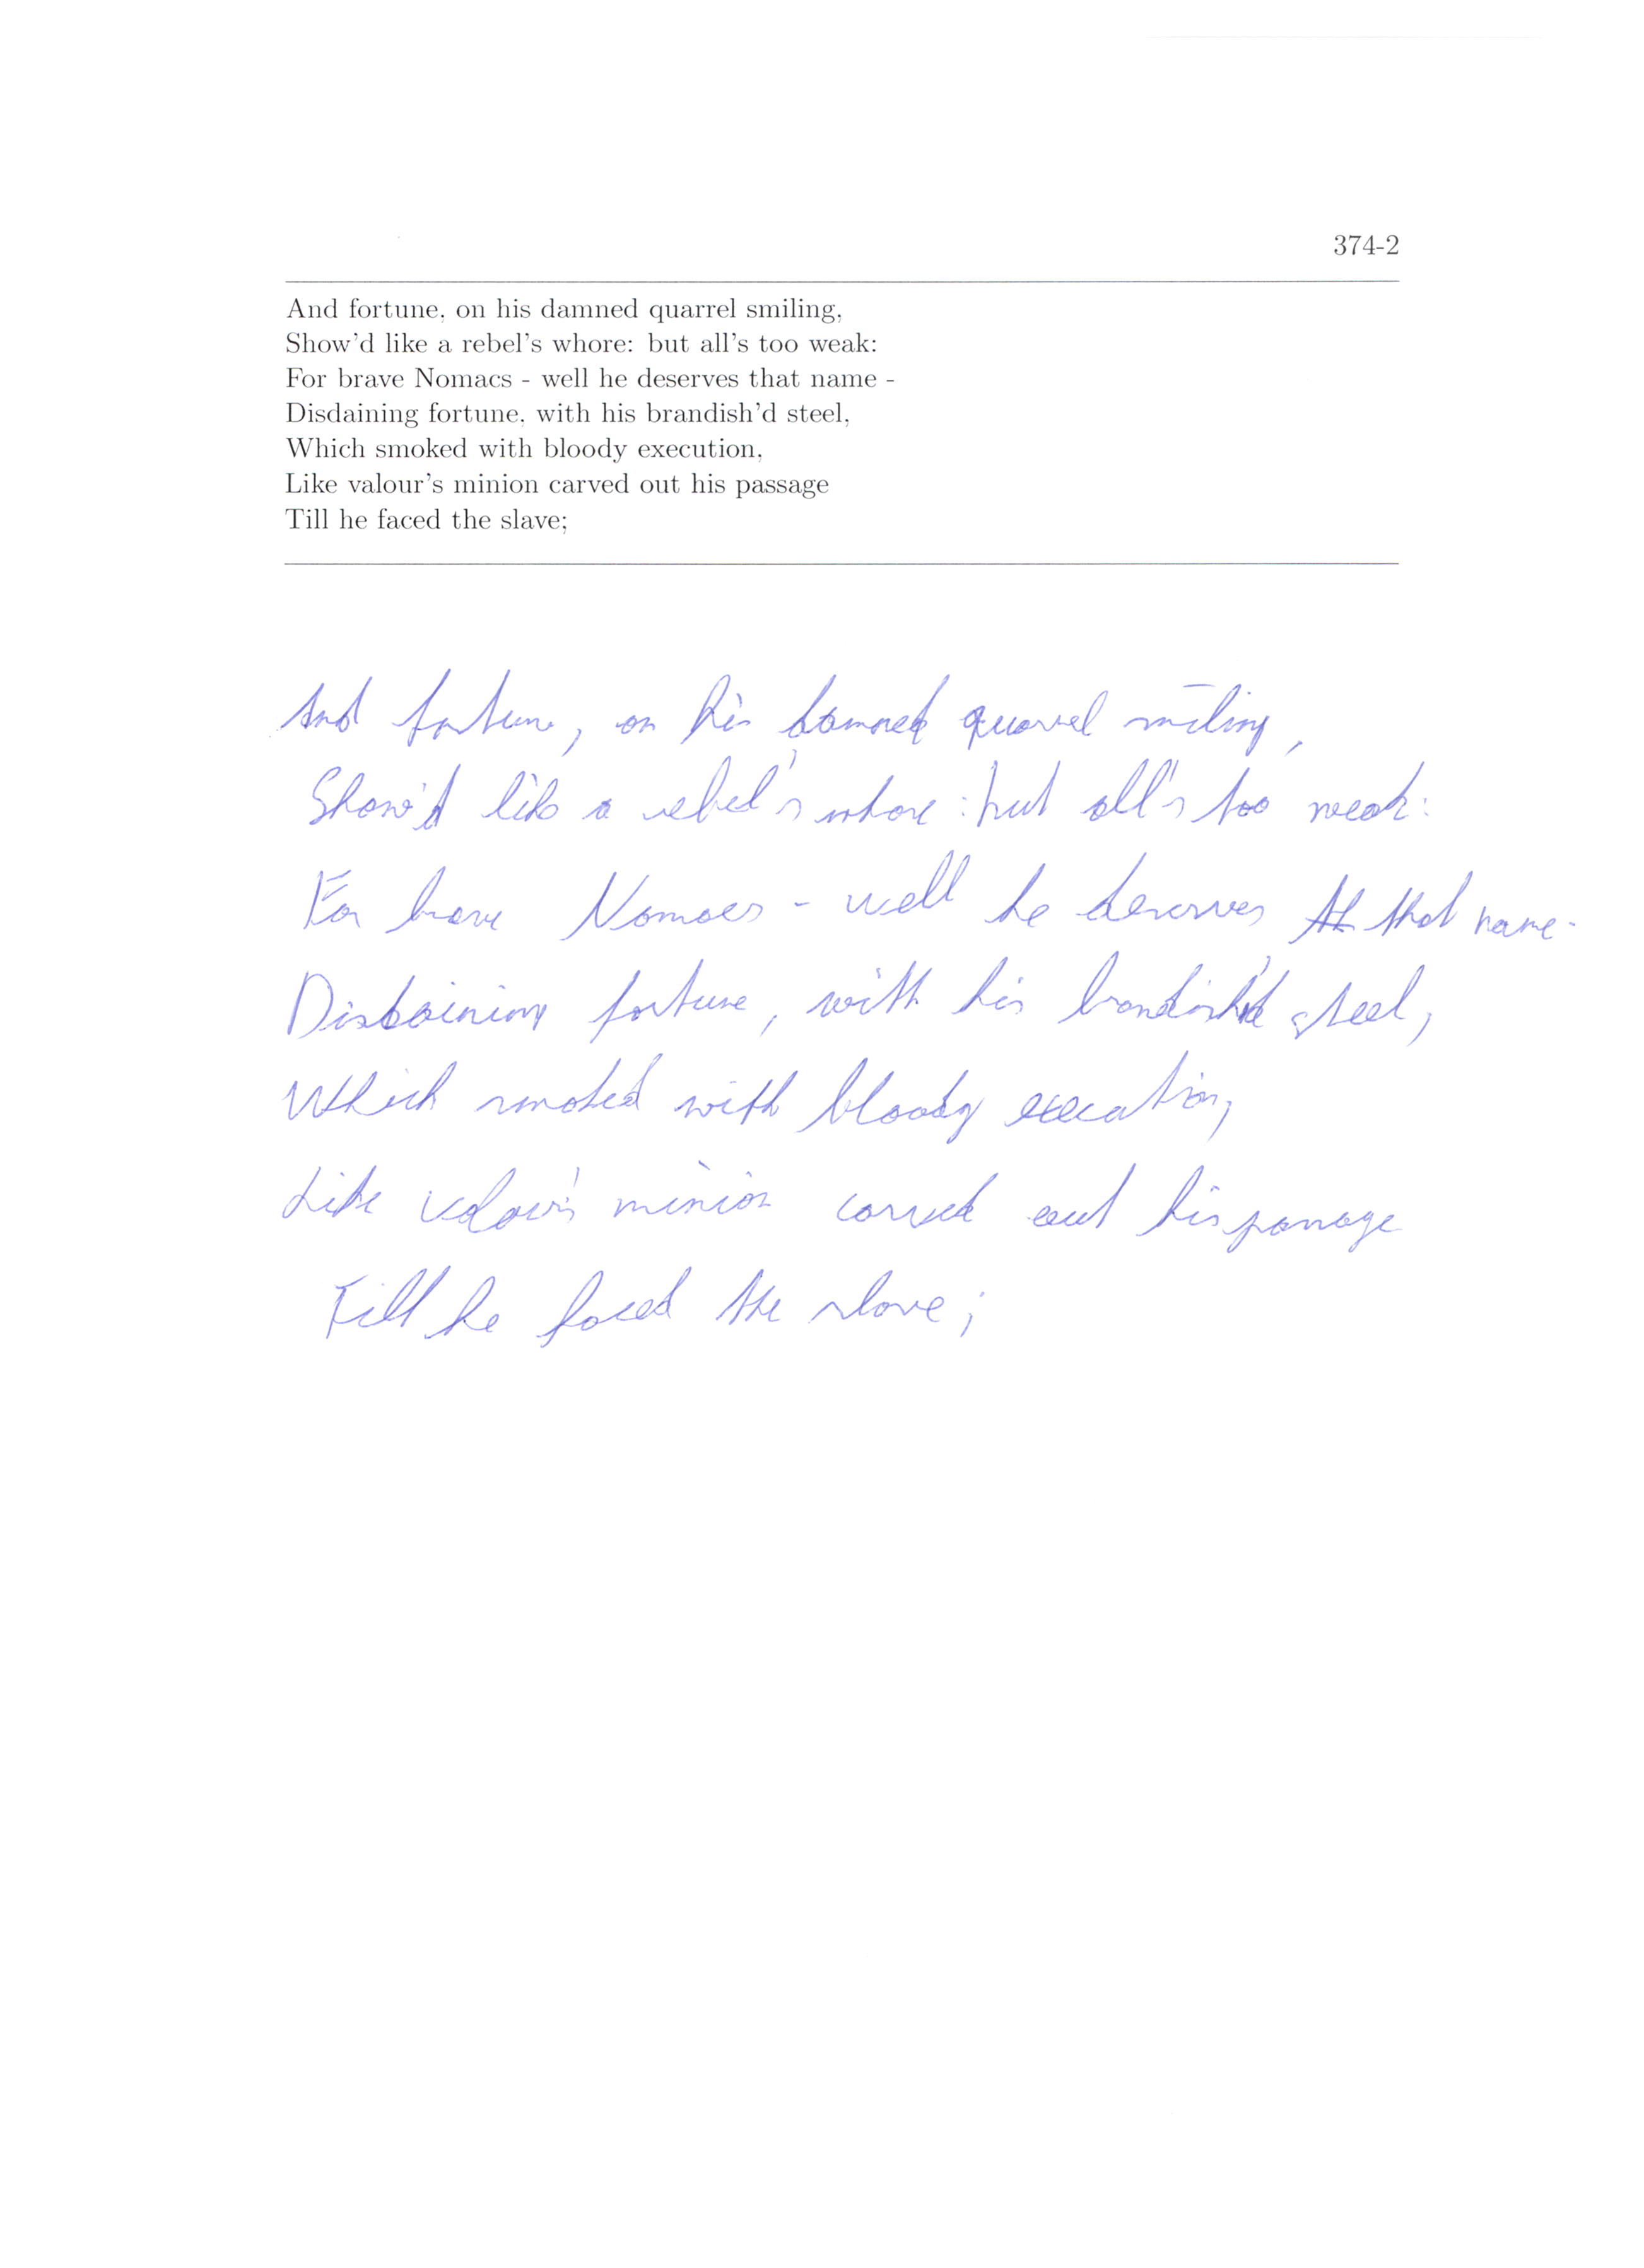 374-2
And fortune, on his damned quarrel smiling,
Show'd like a rebel's whore: but all's too weak:
For brave Nomacs - well he deserves that name -
Disdaining fortune, with his brandish'd steel,
Which smoked with bloody execution,
Like valour's minion carved out his passage
Till he faced the slave;
And fortune, on his damned quarrel smiling,
Show'd like a rebel's whore: but all's too weak:
For brave Nomacs - well he deserves that name -
Disdaining fortune, with his brandish'd steel,
Which smoked with bloody execution,
Like valour's minion carved out his passage
Till he faced the slave;